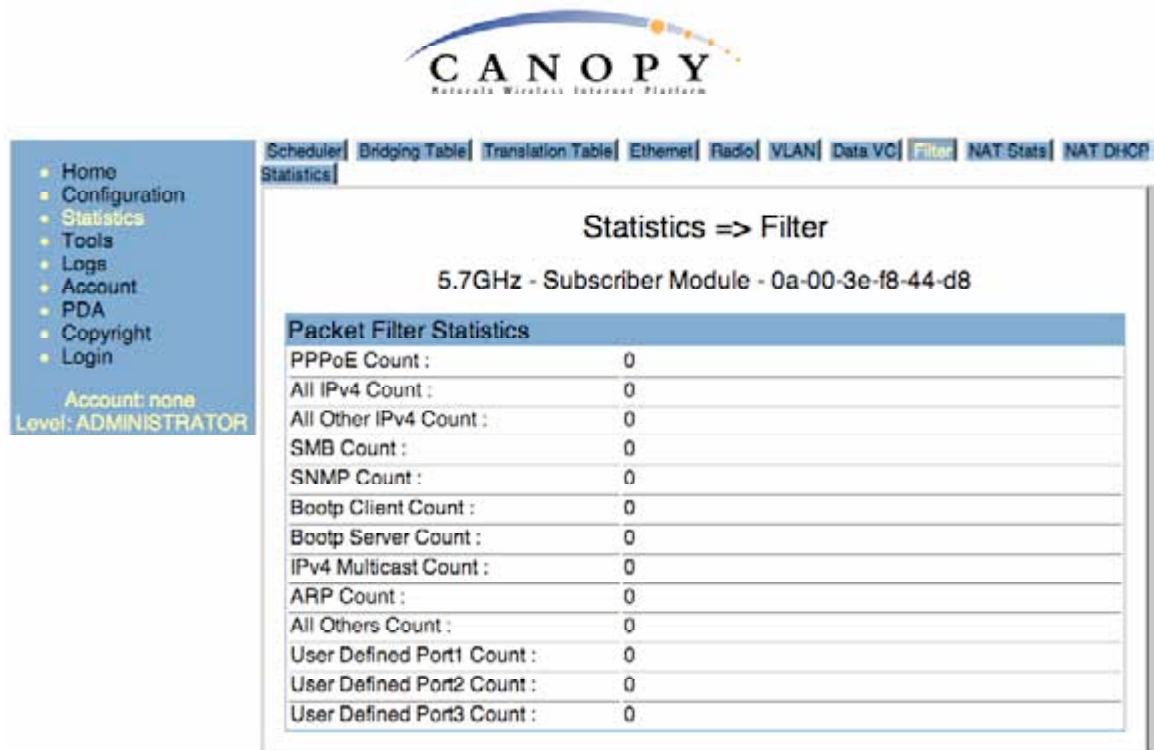 CANOPY
Motorola Wireless Internet Platform
Home
Configuration
Statistics
Tools
Logs
Account
PDA
Copyright
Login
Account: none
Level: ADMINISTRATOR
Scheduler Bridging Table Translation Table Ethernet Radio VLAN Data VC Filter NAT Stats NAT DHCP
Statistics
Statistics => Filter
5.7GHz - Subscriber Module - 0a-00-3e-f8-44-d8
Packet Filter Statistics
PPPoE Count : 0
All IPv4 Count : 0
All Other IPv4 Count : 0
SMB Count : 0
SNMP Count : 0
Bootp Client Count : 0
Bootp Server Count : 0
IPv4 Multicast Count : 0
ARP Count : 0
All Others Count : 0
User Defined Port1 Count : 0
User Defined Port2 Count : 0
User Defined Port3 Count : 0